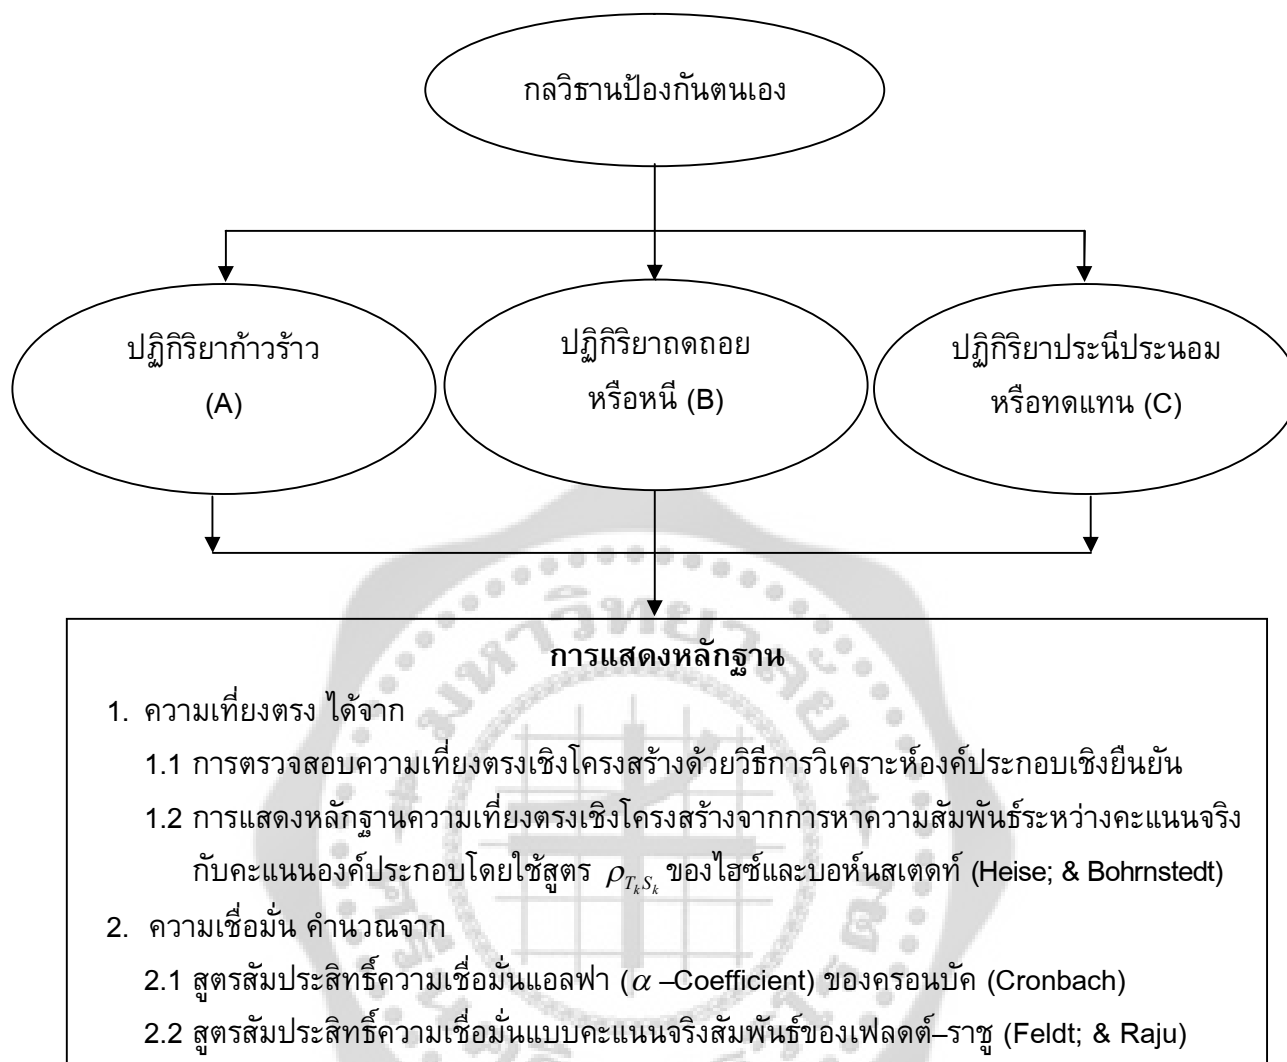 กลวิธานป้องกันตนเอง
ปฏิกิริยาก้าวร้าว
(A)
ปฏิกิริยาถดถอย
หรือหนี (B)
ปฏิกิริยาประนีประนอม
หรือทดแทน (C)
การแสดงหลักฐาน
1. ความเที่ยงตรง ได้จาก
1.1 การตรวจสอบความเที่ยงตรงเชิงโครงสร้างด้วยวิธีการวิเคราะห์องค์ประกอบเชิงยืนยัน
1.2 การแสดงหลักฐานความเที่ยงตรงเชิงโครงสร้างจากการหาความสัมพันธ์ระหว่างคะแนนจริง
กับคะแนนองค์ประกอบโดยใช้สูตร ρ_{T_k S_k} ของไฮซ์และบอห์นสเตดท์ (Heise; & Bohrnstedt)
2. ความเชื่อมั่น คำนวณจาก
2.1 สูตรสัมประสิทธิ์ความเชื่อมั่นแอลฟา (α –Coefficient) ของครอนบัค (Cronbach)
2.2 สูตรสัมประสิทธิ์ความเชื่อมั่นแบบคะแนนจริงสัมพันธ์ของเฟลดต์–ราชู (Feldt; & Raju)
มหาวิทยาลัย